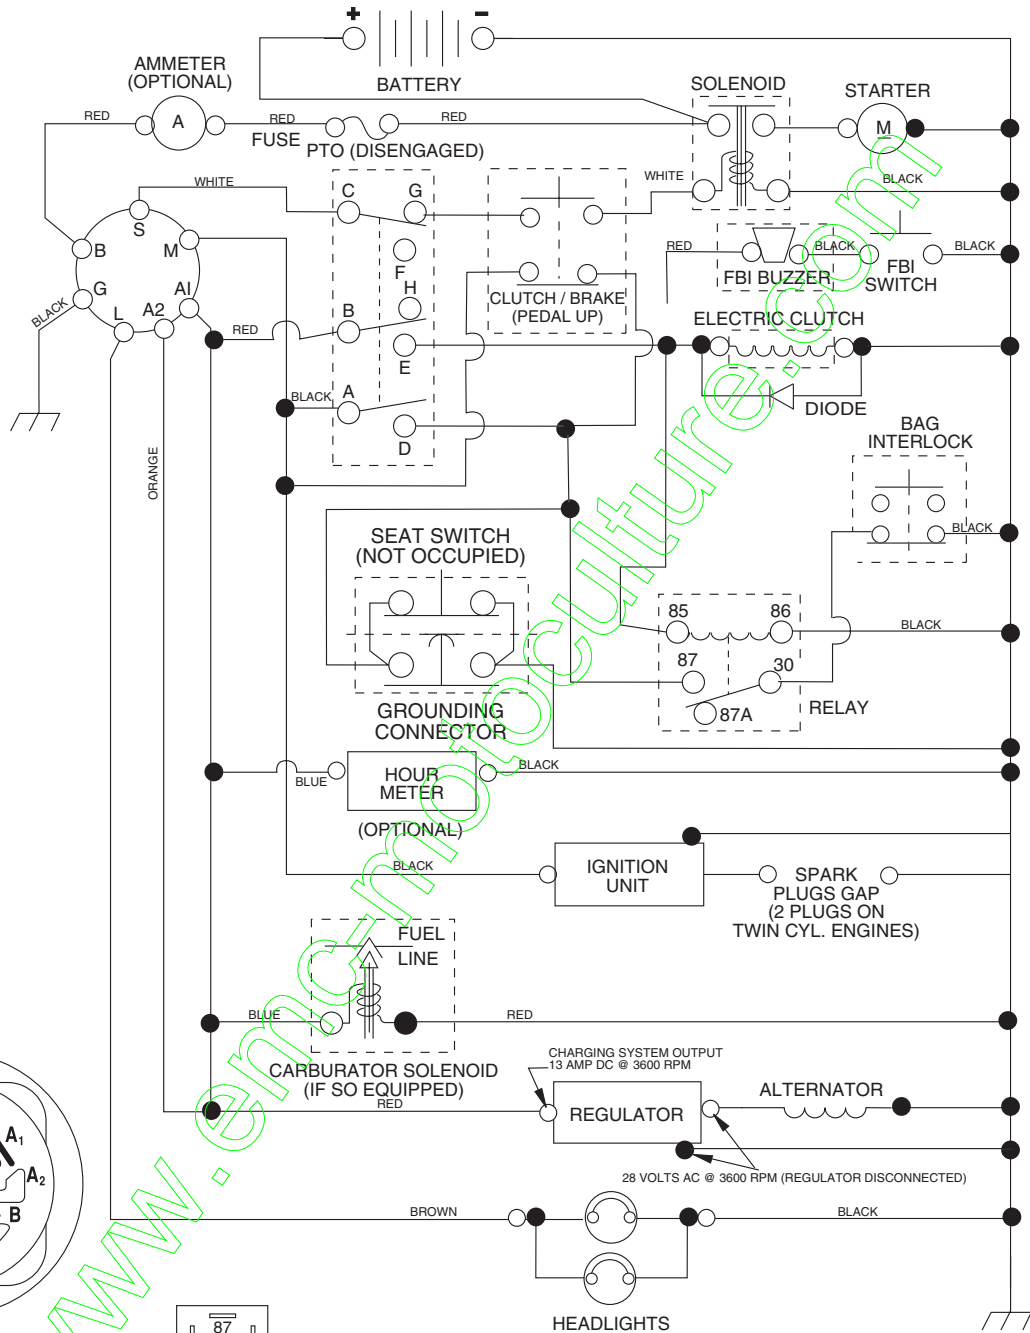 +
-
BATTERY
AMMETER
(OPTIONAL)
SOLENOID
STARTER
RED
A
RED
FUSE
RED
M
PTO (DISENGAGED)
WHITE
WHITE
BLACK
C
G
S
M
B
F
RED
BLACK
BLACK
FBI BUZZER
FBI
SWITCH
G
A1
L
A2
H
CLUTCH / BRAKE
(PEDAL UP)
BLACK
B
RED
ELECTRIC CLUTCH
E
A
BLACK
DIODE
D
BAG
INTERLOCK
ORANGE
BLACK
SEAT SWITCH
(NOT OCCUPIED)
85
86
BLACK
87
30
87A
RELAY
GROUNDING
CONNECTOR
BLUE
HOUR
METER
BLACK
(OPTIONAL)
BLACK
IGNITION
UNIT
SPARK
PLUGS GAP
(2 PLUGS ON
TWIN CYL. ENGINES)
FUEL
LINE
BLUE
RED
CARBURATOR SOLENOID
(IF SO EQUIPPED)
CHARGING SYSTEM OUTPUT
13 AMP DC @ 3600 RPM
RED
REGULATOR
ALTERNATOR
28 VOLTS AC @ 3600 RPM (REGULATOR DISCONNECTED)
A1
A2
B
BROWN
BLACK
HEADLIGHTS
87
www.emc-motoculture.com